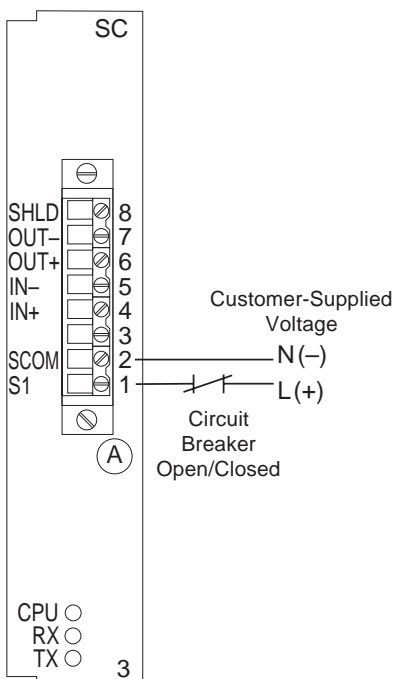 SC
SHLD 8
OUT– 7
OUT+ 6
IN– 5
IN+ 4
3
SCOM 2
S1 1
Customer-Supplied
Voltage
N (–)
L (+)
Circuit
Breaker
Open/Closed
A
CPU
RX
TX
3